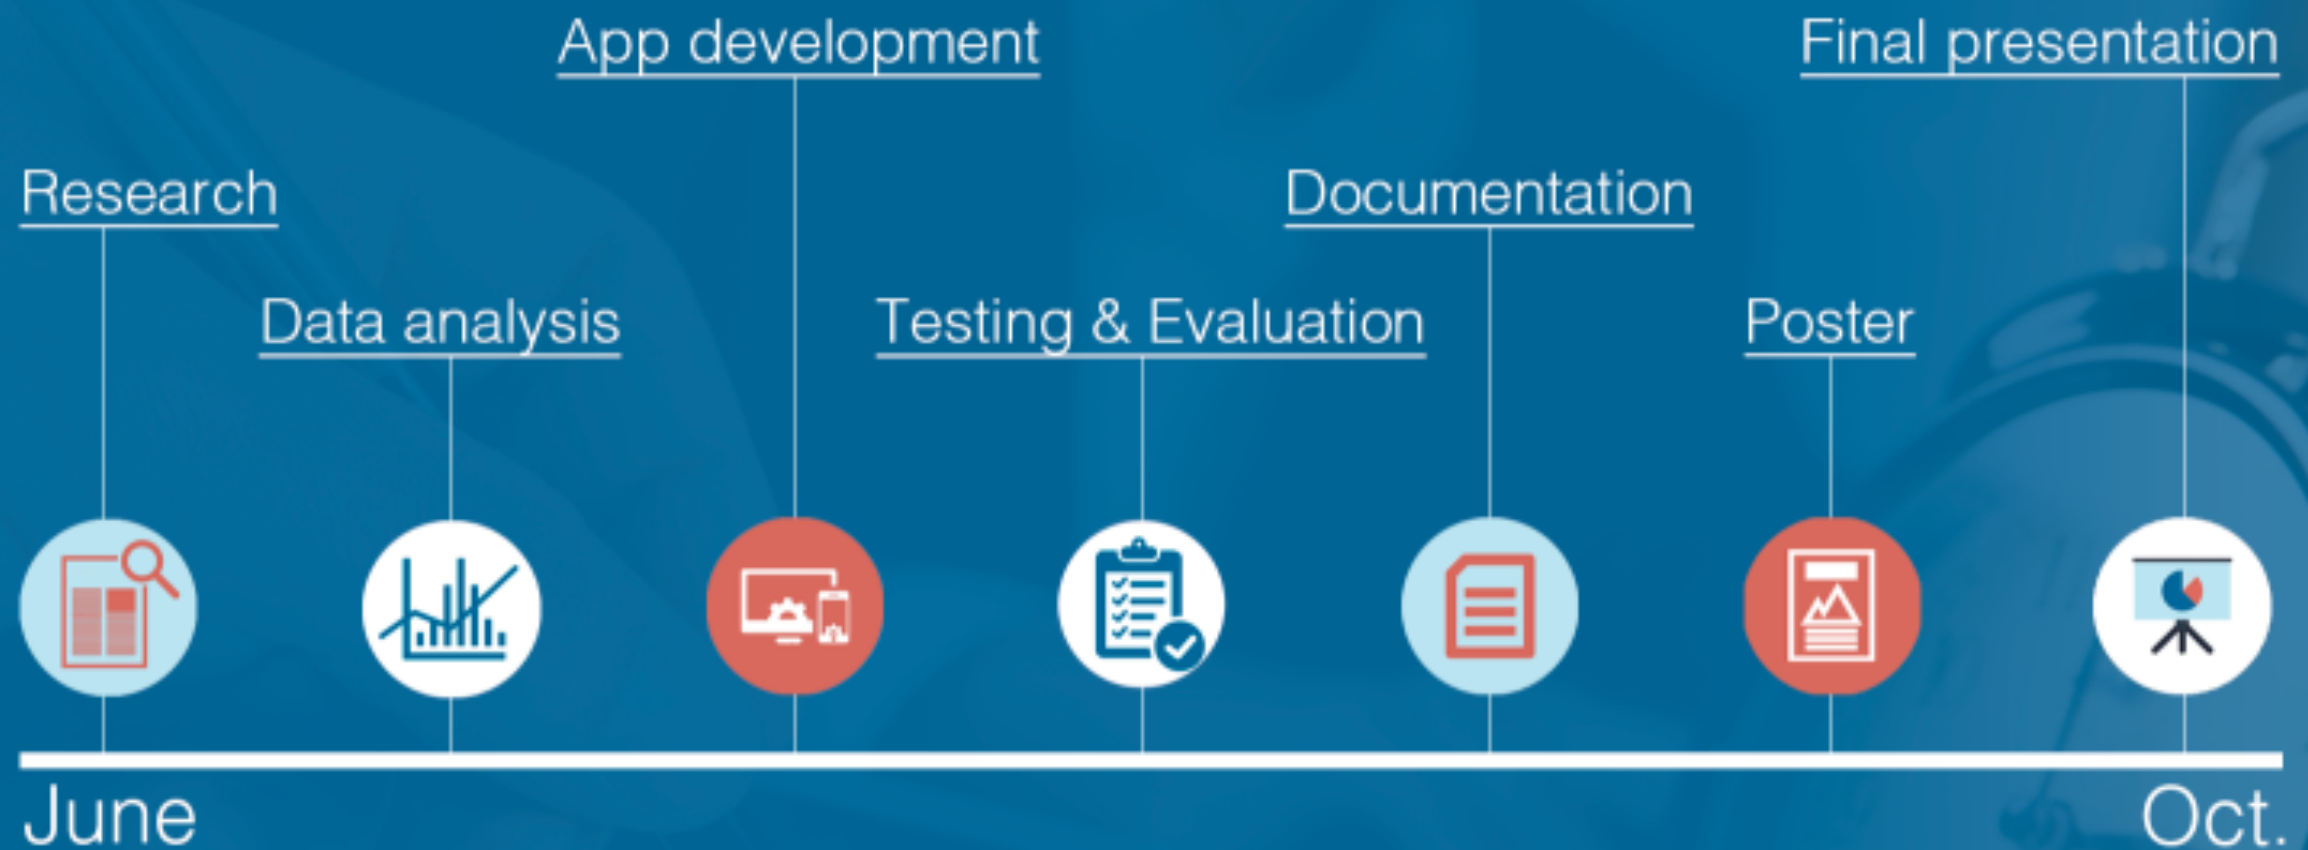 App development
Final presentation
Research
Documentation
Data analysis
Testing & Evaluation
Poster
June
Oct.